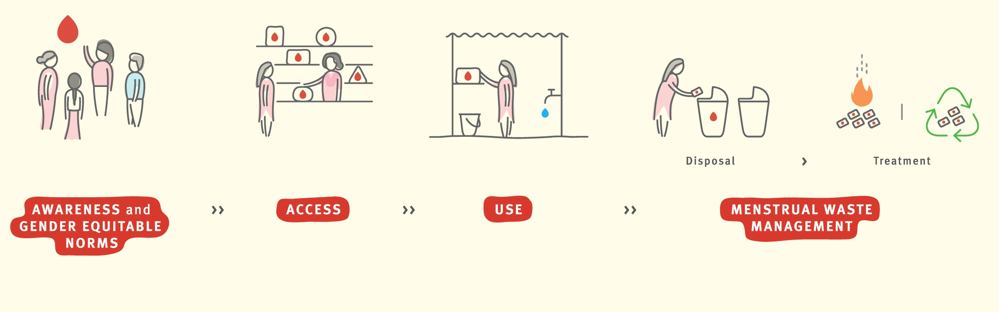 Disposal
›
Treatment
AWARENESS and
GENDER EQUITABLE
NORMS
››
ACCESS
››
USE
››
MENSTRUAL WASTE
MANAGEMENT